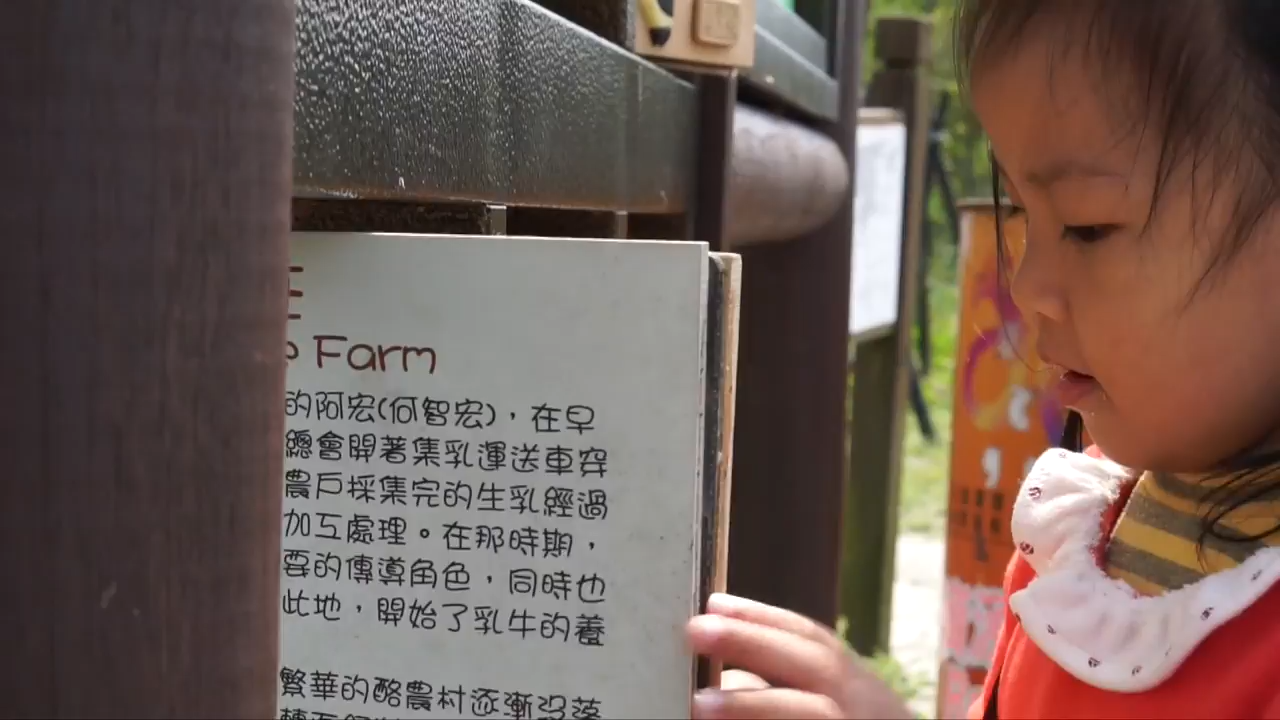 Farm
的阿宏(何智宏)，在早
總會開著集乳運送車穿
農戶採集完的生乳經過
加工處理。在那時期，
要的傳導角色，同時也
此地，開始了乳牛的養
繁華的酪農村逐漸沒落